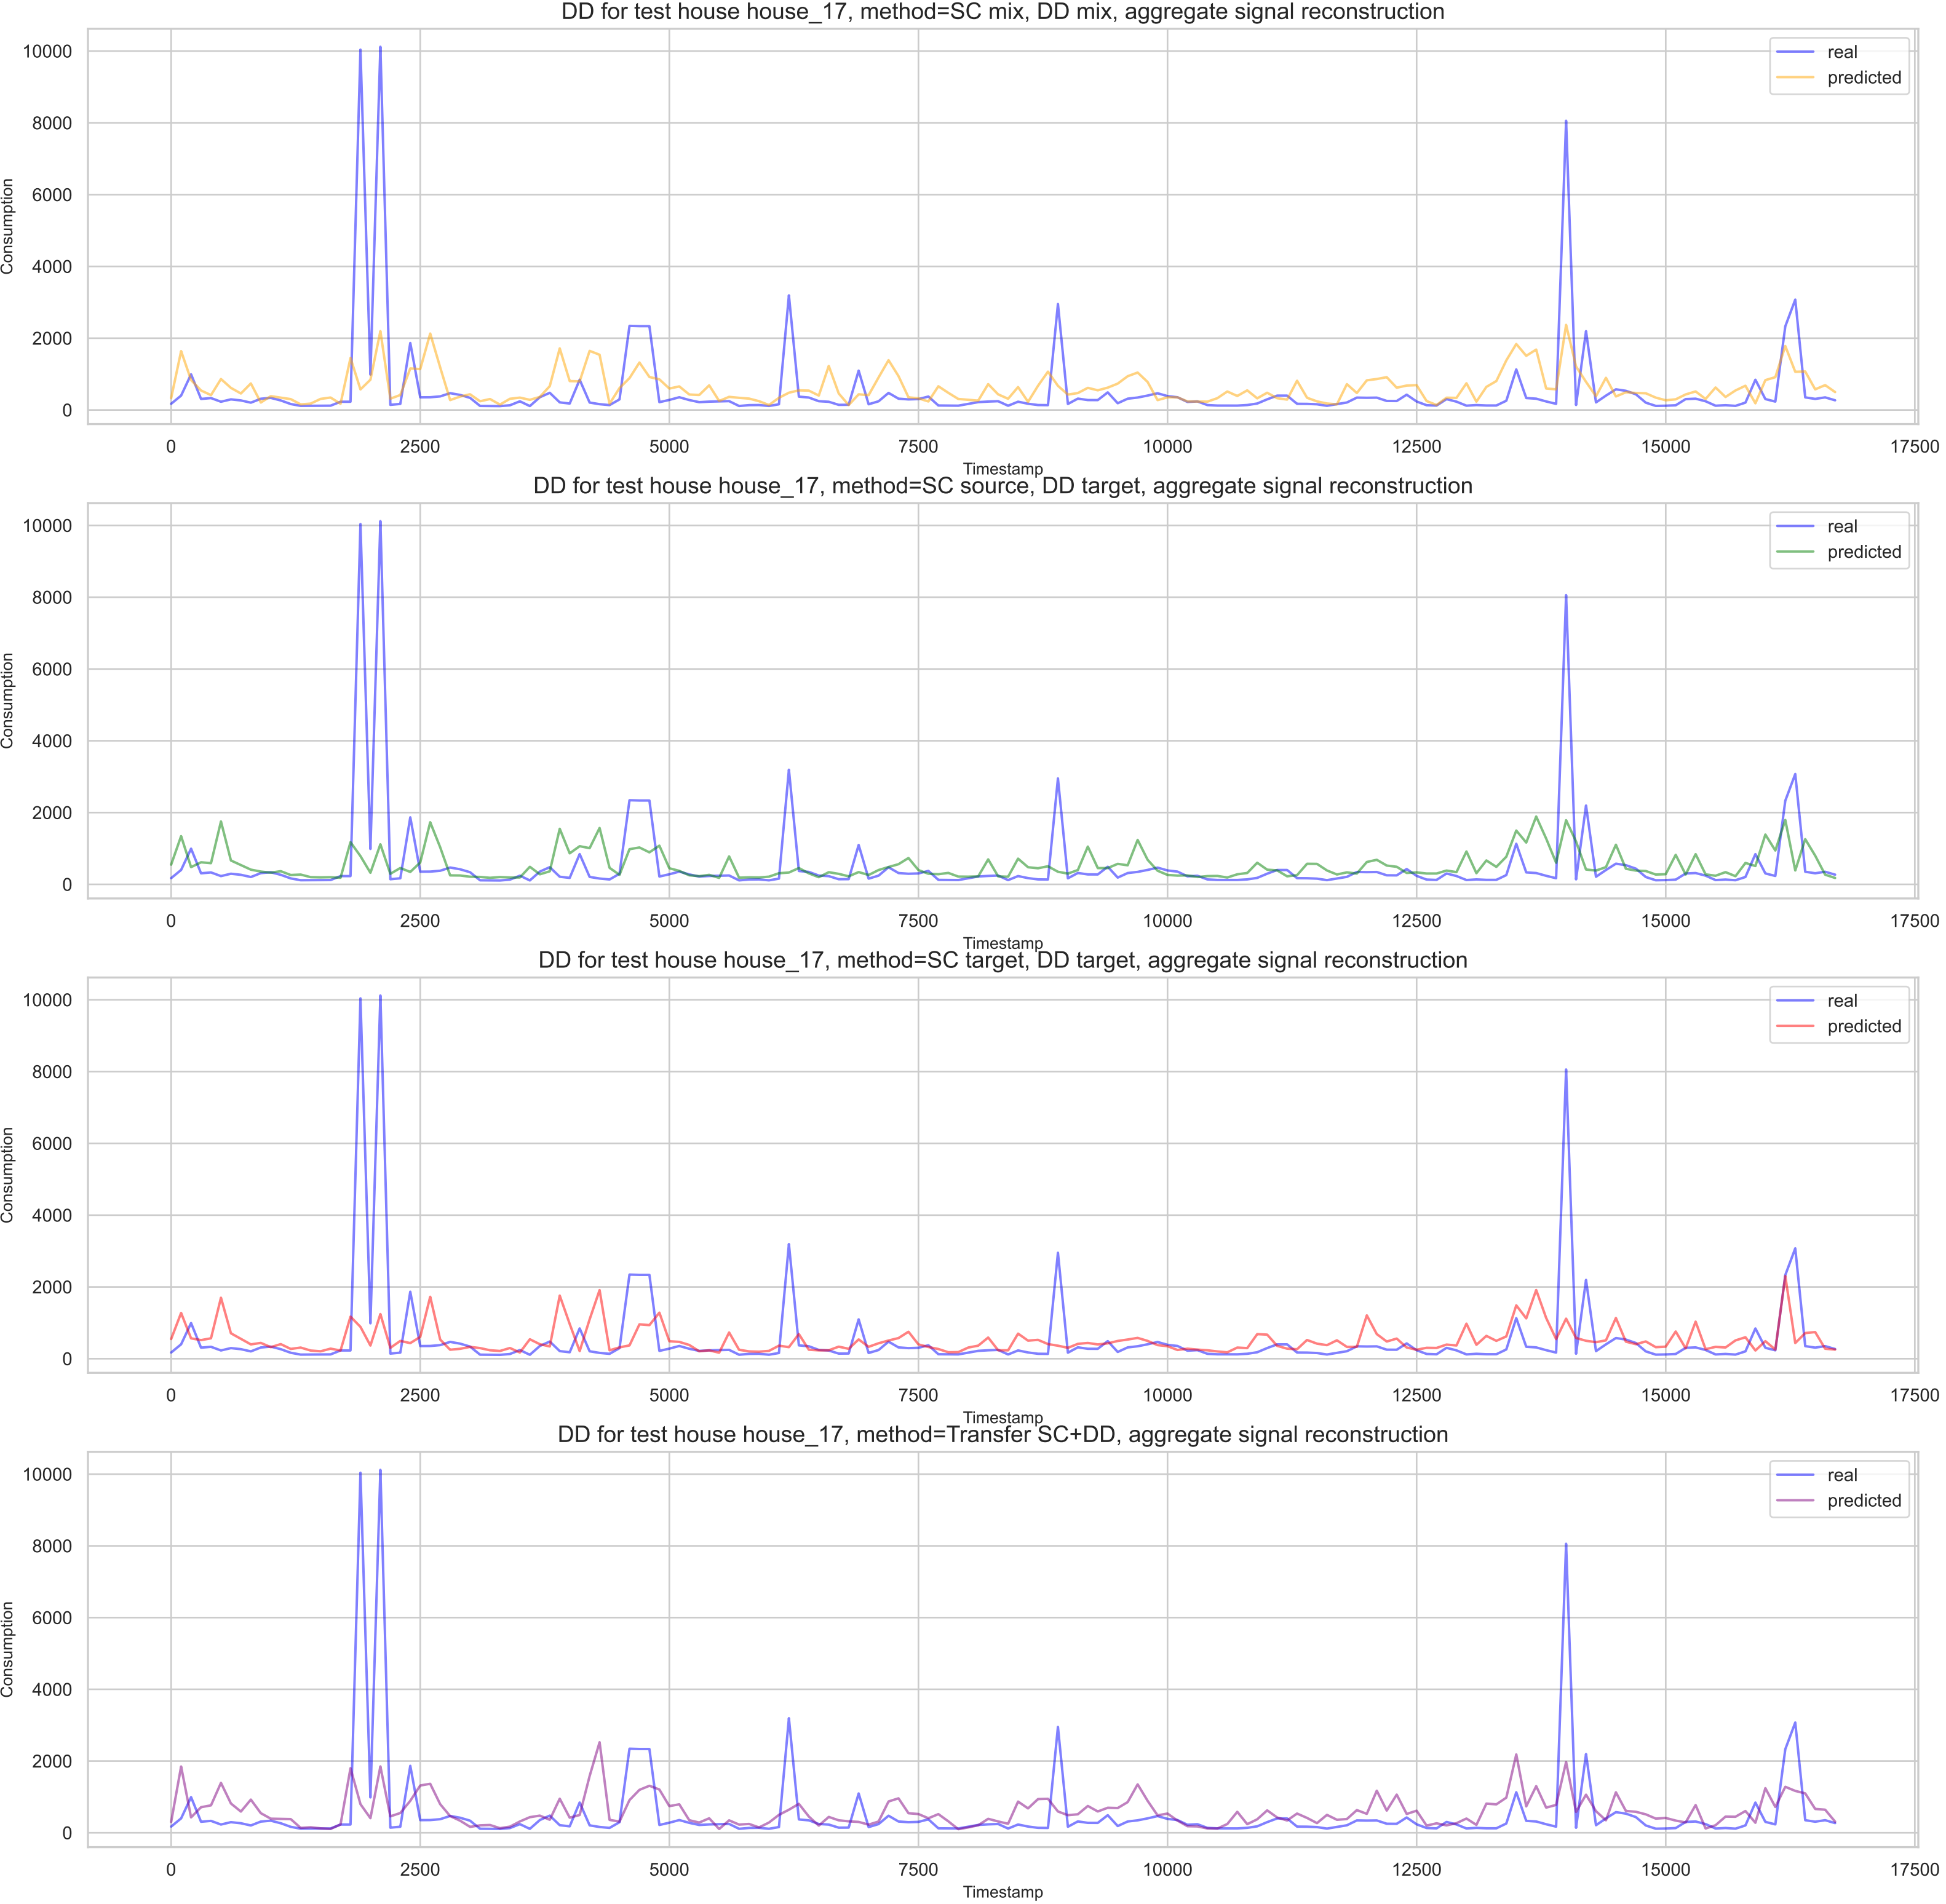 DD for test house house_17, method=SC mix, DD mix, aggregate signal reconstruction
real
predicted
Consumption
10000
8000
6000
4000
2000
0
0 2500 5000 7500 10000 12500 15000 17500
Timestamp
DD for test house house_17, method=SC source, DD target, aggregate signal reconstruction
real
predicted
Consumption
10000
8000
6000
4000
2000
0
0 2500 5000 7500 10000 12500 15000 17500
Timestamp
DD for test house house_17, method=SC target, DD target, aggregate signal reconstruction
real
predicted
Consumption
10000
8000
6000
4000
2000
0
0 2500 5000 7500 10000 12500 15000 17500
Timestamp
DD for test house house_17, method=Transfer SC+DD, aggregate signal reconstruction
real
predicted
Consumption
10000
8000
6000
4000
2000
0
0 2500 5000 7500 10000 12500 15000 17500
Timestamp